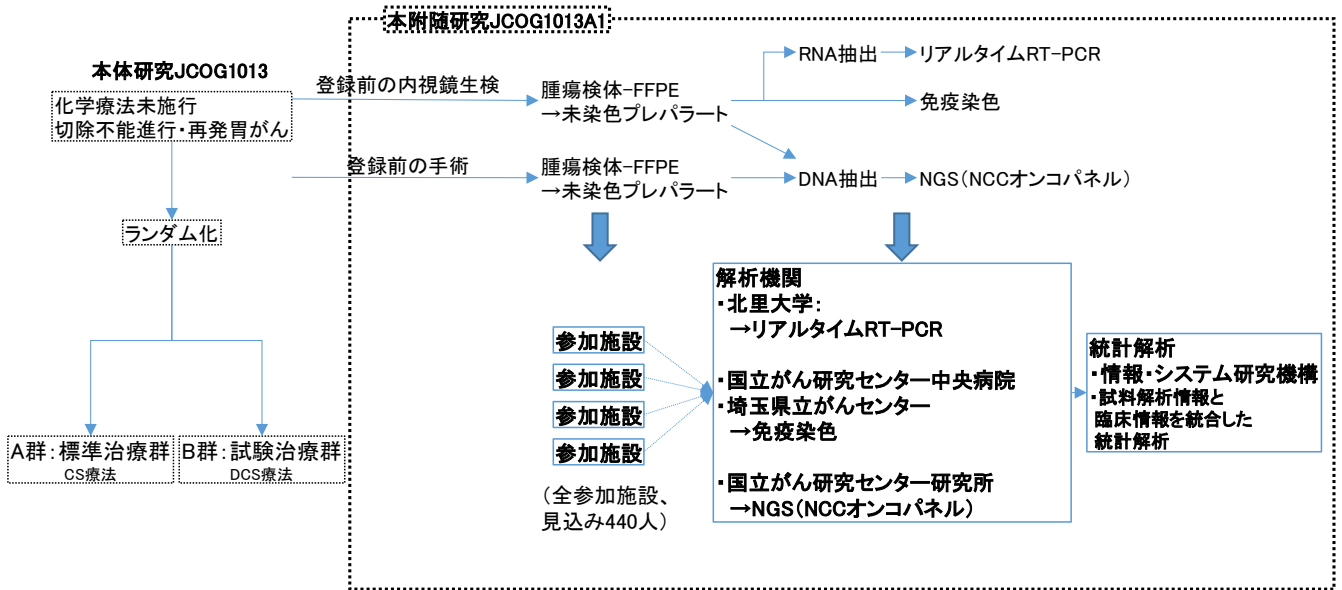 本附随研究JCOG1013A1
本体研究JCOG1013
化学療法未施行
切除不能進行・再発胃がん
ランダム化
A群：標準治療群
CS療法
B群：試験治療群
DCS療法
登録前の内視鏡生検
腫瘍検体-FFPE
→未染色プレパラート
RNA抽出
リアルタイムRT-PCR
免疫染色
登録前の手術
腫瘍検体-FFPE
→未染色プレパラート
DNA抽出
NGS（NCCオンコパネル）
参加施設
参加施設
参加施設
参加施設
（全参加施設、
見込み440人）
解析機関
・北里大学：
→リアルタイムRT-PCR
・国立がん研究センター中央病院
・埼玉県立がんセンター
→免疫染色
・国立がん研究センター研究所
→NGS（NCCオンコパネル）
統計解析
・情報・システム研究機構
・試料解析情報と
臨床情報を統合した
統計解析